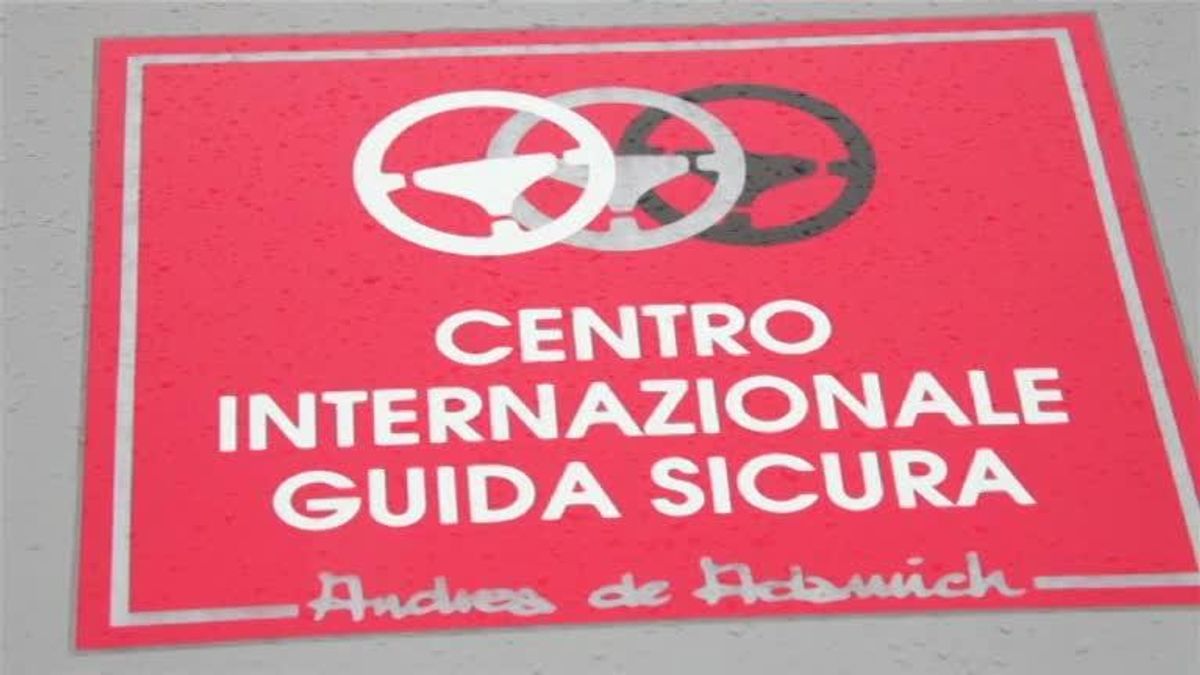 CENTRO
INTERNAZIONALE
GUIDA SICURA
Andrea de Adamich